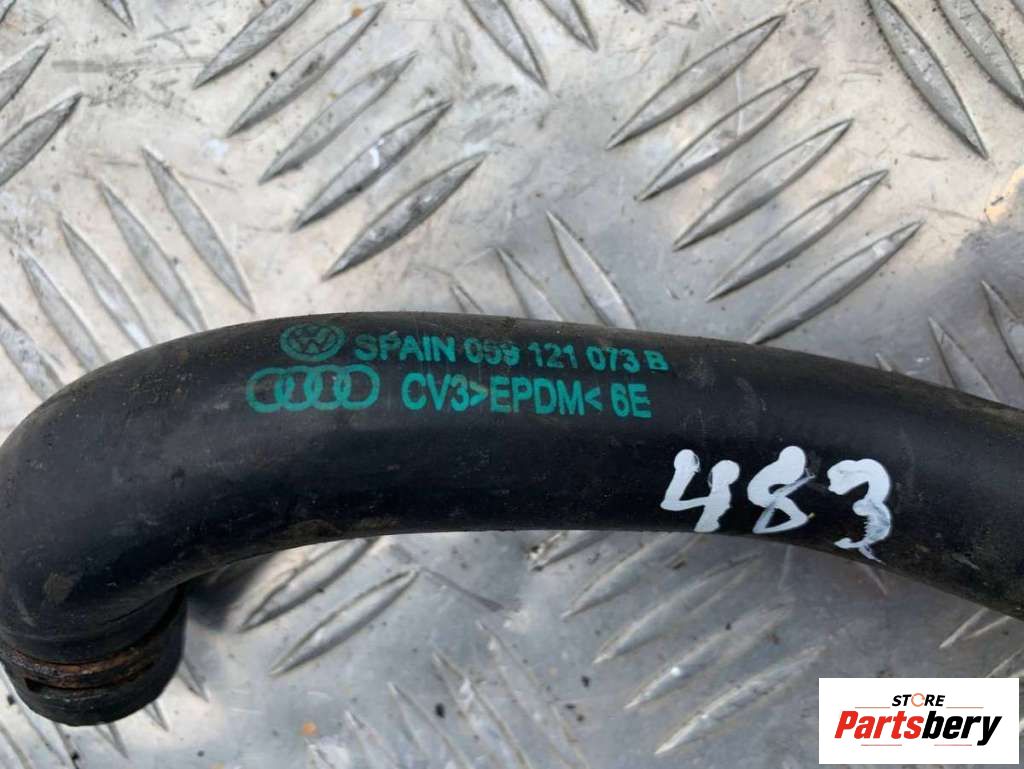 SPAIN 059 121 073 B
CV3>EPDM< 6E
483
STORE
Partsbery